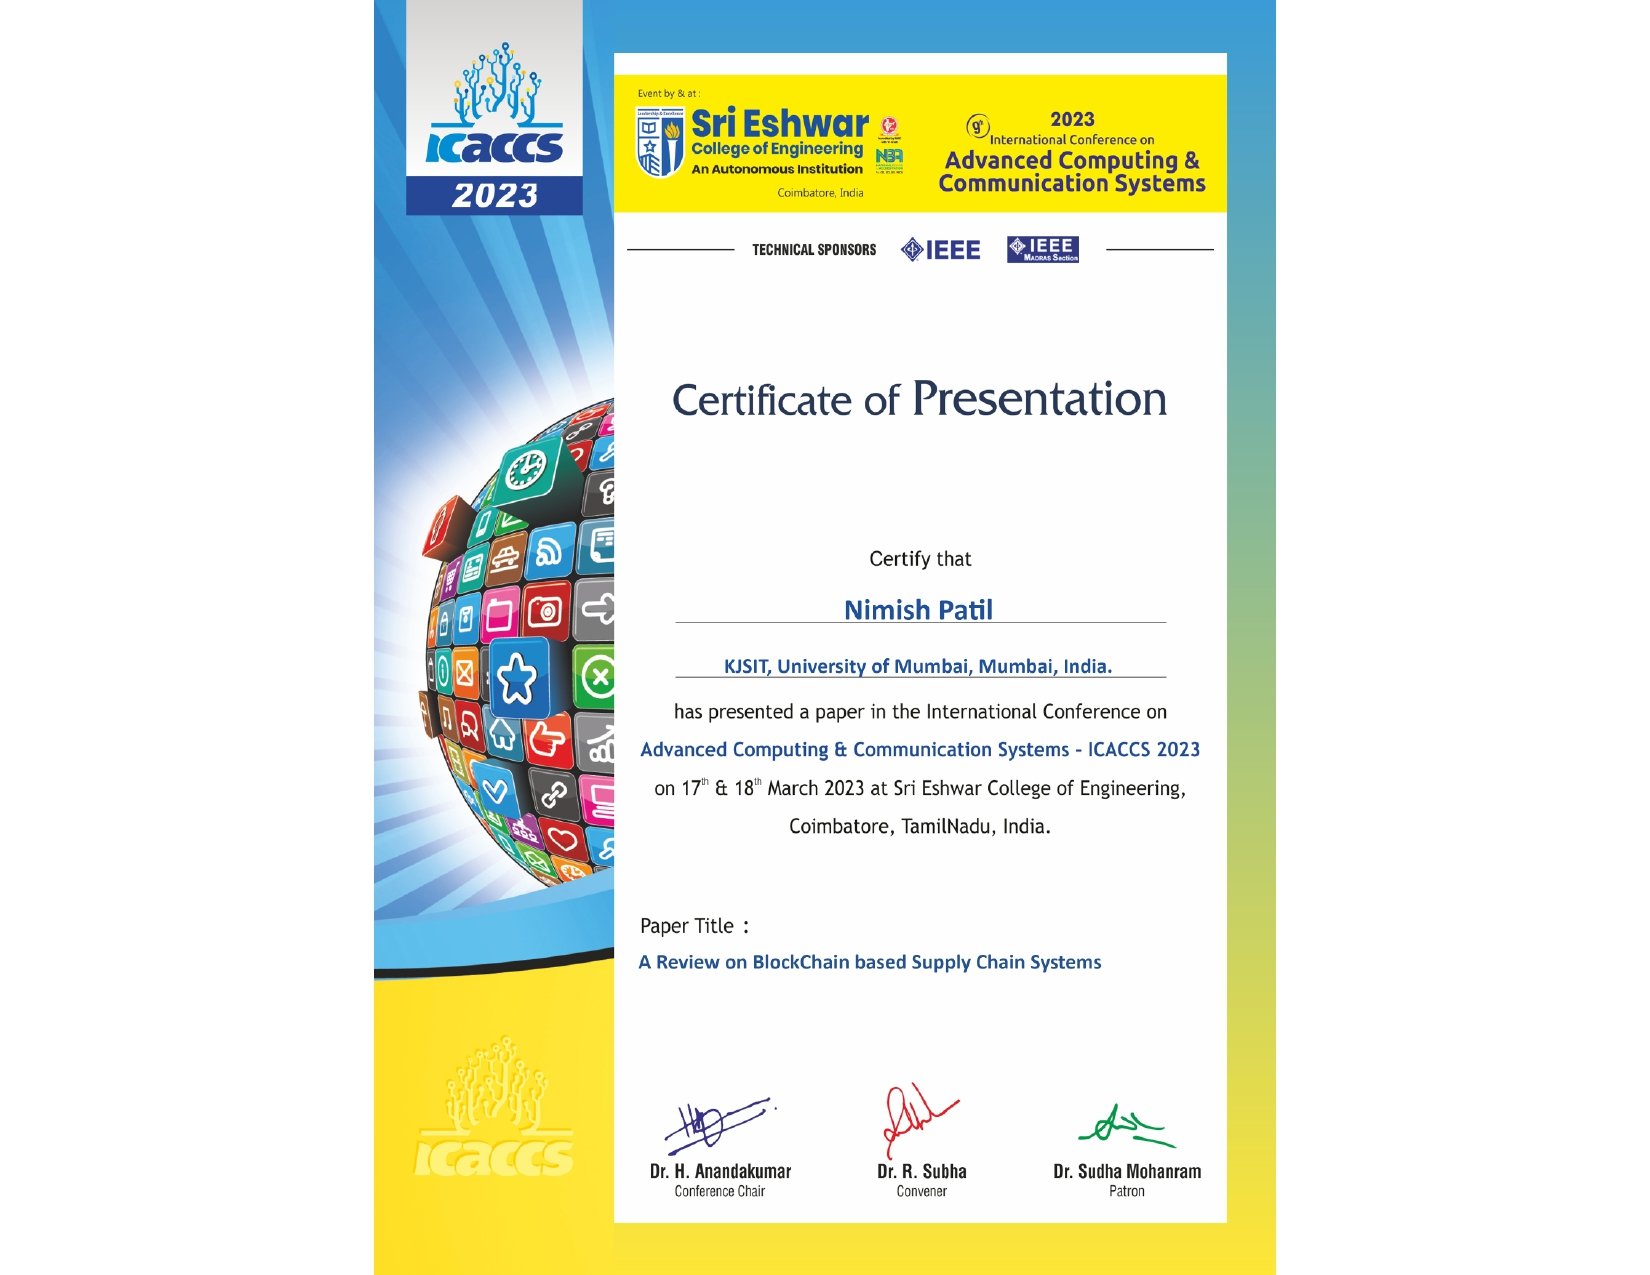 ICACCS
2023
Event by & at :
Sri Eshwar
College of Engineering
An Autonomous Institution
Coimbatore, India
NBA
9th
2023
International Conference on
Advanced Computing &
Communication Systems
TECHNICAL SPONSORS
IEEE
IEEE
MADRAS Section
Certificate of Presentation
Certify that
Nimish Patil
KJSIT, University of Mumbai, Mumbai, India.
has presented a paper in the International Conference on
Advanced Computing & Communication Systems - ICACCS 2023
on 17th & 18th March 2023 at Sri Eshwar College of Engineering,
Coimbatore, TamilNadu, India.
Paper Title :
A Review on BlockChain based Supply Chain Systems
ICACCS
Dr. H. Anandakumar
Conference Chair
Dr. R. Subha
Convener
Dr. Sudha Mohanram
Patron